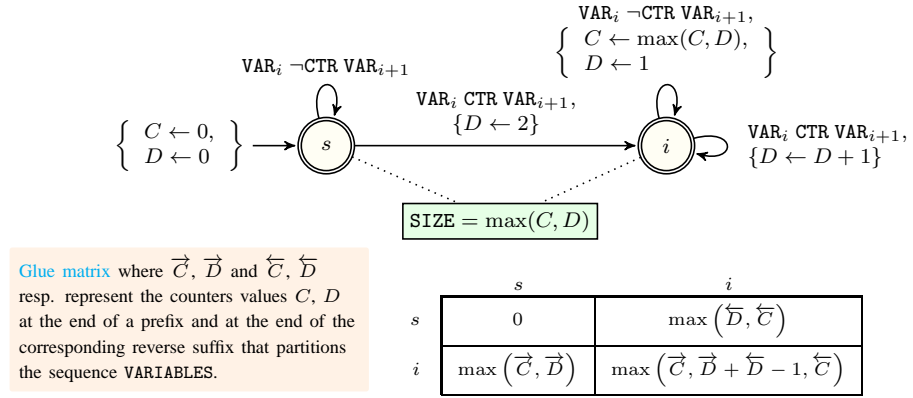 VAR_i ¬CTR VAR_{i+1},
{ C ← max(C, D),
D ← 1 }
VAR_i ¬CTR VAR_{i+1}
VAR_i CTR VAR_{i+1},
{D ← 2}
{ C ← 0,
D ← 0 }
s
i
VAR_i CTR VAR_{i+1},
{D ← D + 1}
SIZE = max(C, D)
Glue matrix where C→, D→ and C←, D←
resp. represent the counters values C, D
at the end of a prefix and at the end of the
corresponding reverse suffix that partitions
the sequence VARIABLES.
s i
s 0 max (D←, C←)
i max (C→, D→) max (C→, D→ + D← − 1, C←)